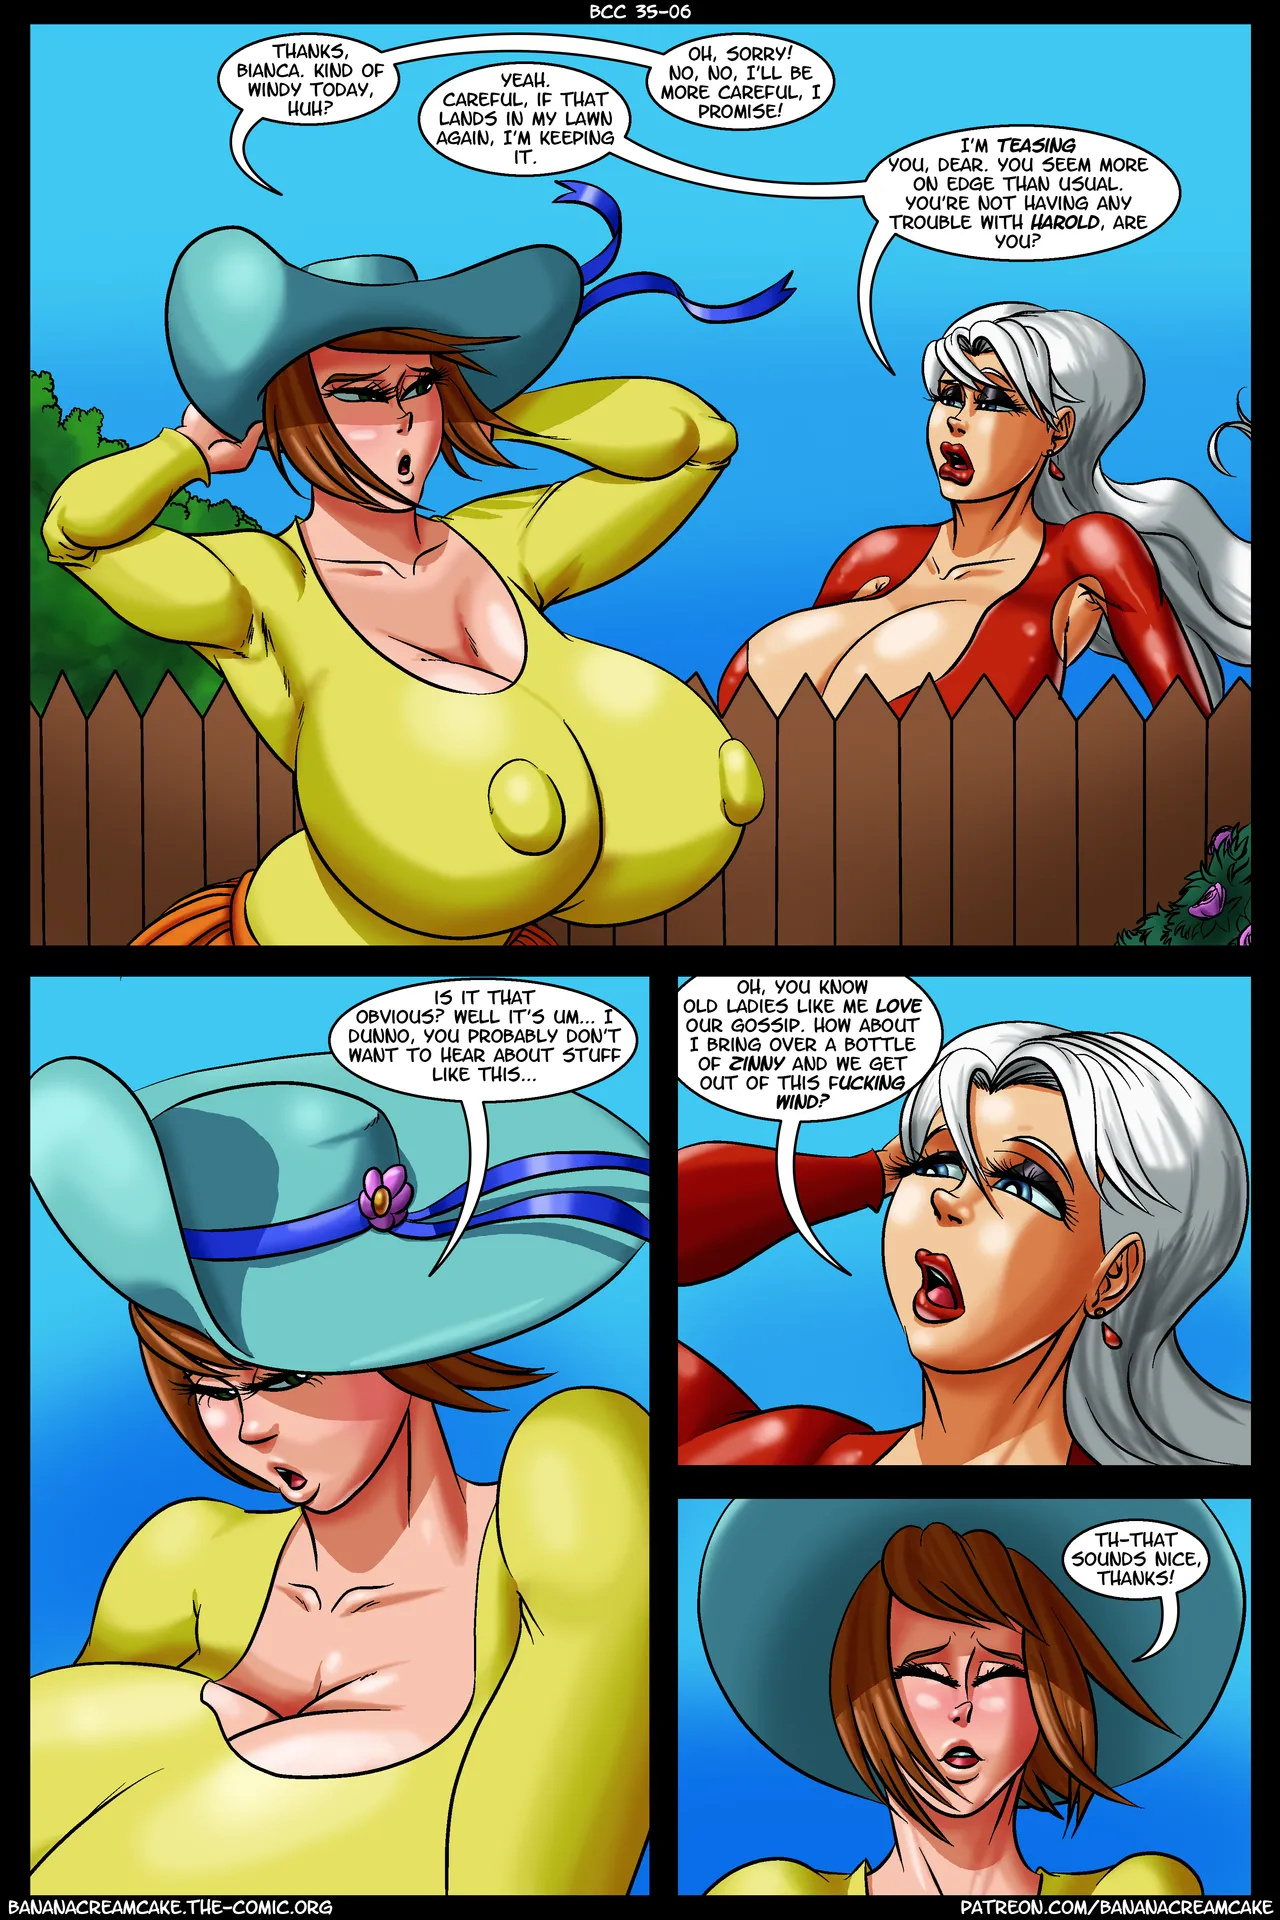 BCC 35-06
THANKS,
BIANCA. KIND OF
WINDY TODAY,
HUH?
YEAH.
CAREFUL, IF THAT
LANDS IN MY LAWN
AGAIN, I'M KEEPING
IT.
OH, SORRY!
NO, NO, I'LL BE
MORE CAREFUL, I
PROMISE!
I'M TEASING
YOU, DEAR. YOU SEEM MORE
ON EDGE THAN USUAL.
YOU'RE NOT HAVING ANY
TROUBLE WITH HAROLD, ARE
YOU?
IS IT THAT
OBVIOUS? WELL IT'S UM... I
DUNNO, YOU PROBABLY DON'T
WANT TO HEAR ABOUT STUFF
LIKE THIS...
OH, YOU KNOW
OLD LADIES LIKE ME LOVE
OUR GOSSIP. HOW ABOUT
I BRING OVER A BOTTLE
OF ZINNY AND WE GET
OUT OF THIS FUCKING
WIND?
TH-THAT
SOUNDS NICE,
THANKS!
BANANACREAMCAKE.THE-COMIC.ORG
PATREON.COM/BANANACREAMCAKE